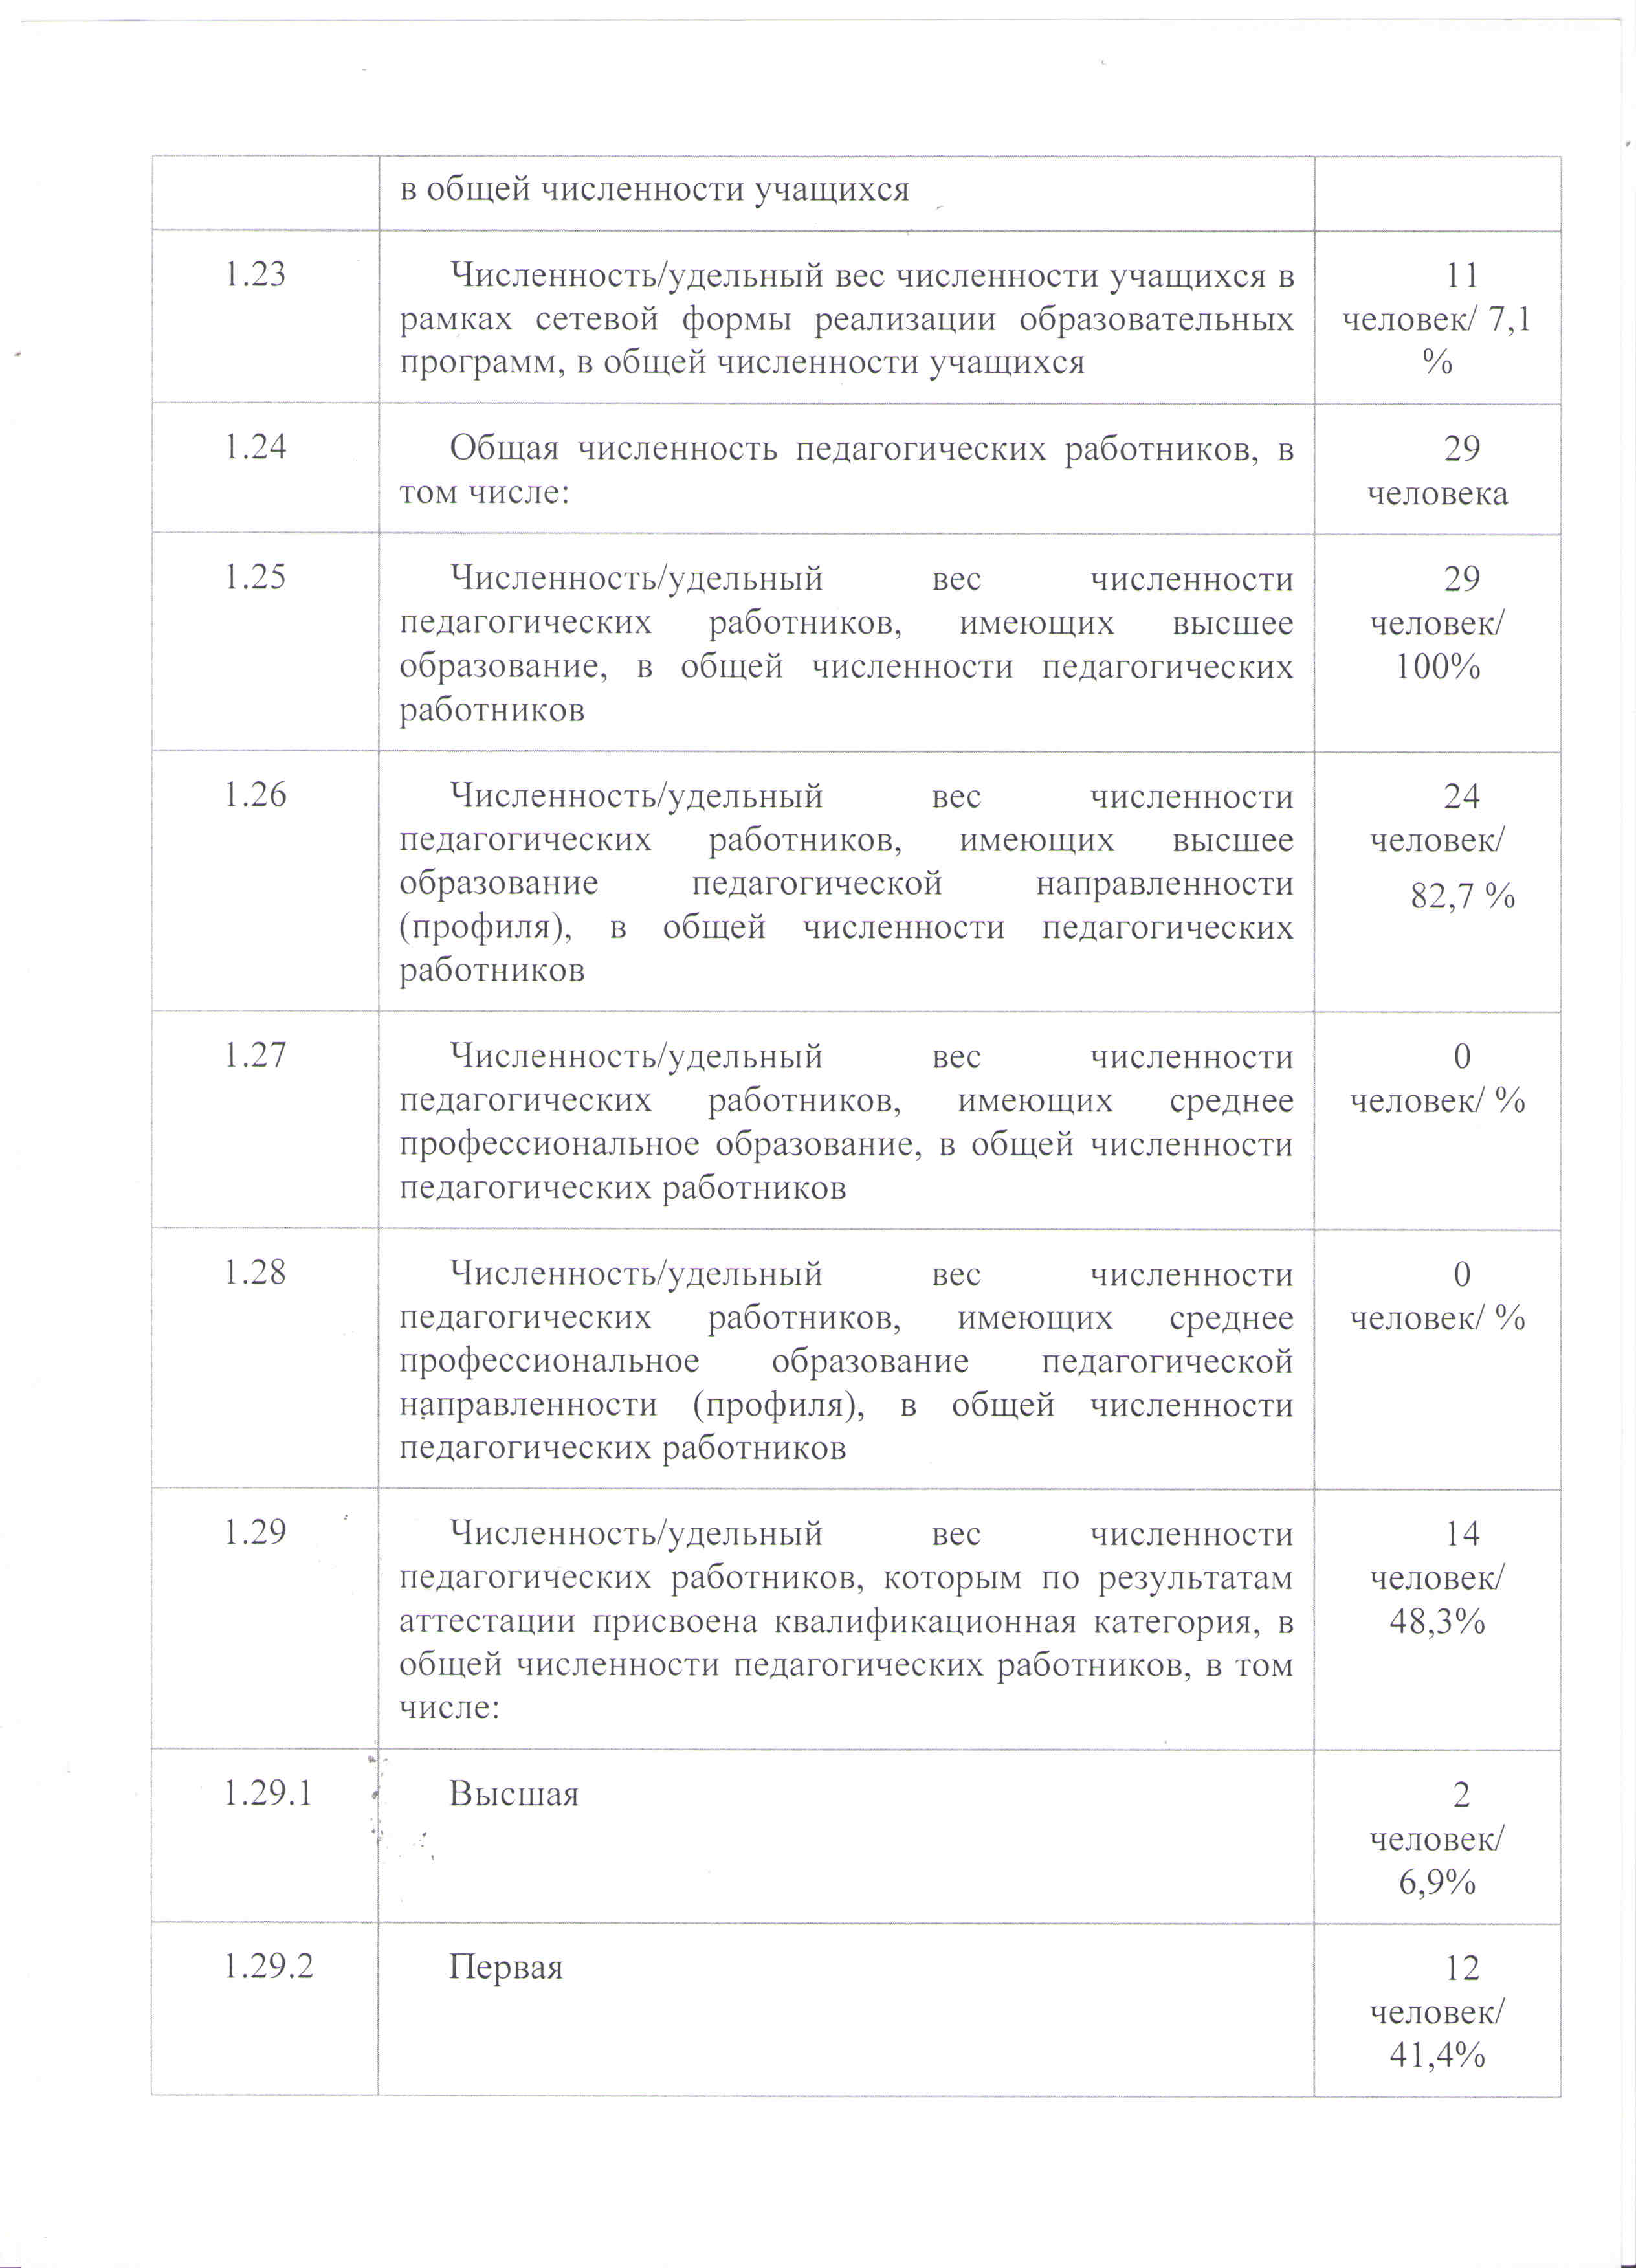 в общей численности учащихся
1.23
Численность/удельный вес численности учащихся в
рамках сетевой формы реализации образовательных
программ, в общей численности учащихся
11
человек/ 7,1
%
1.24
Общая численность педагогических работников, в
том числе:
29
человека
1.25
Численность/удельный вес численности
педагогических работников, имеющих высшее
образование, в общей численности педагогических
работников
29
человек/
100%
1.26
Численность/удельный вес численности
педагогических работников, имеющих высшее
образование педагогической направленности
(профиля), в общей численности педагогических
работников
24
человек/
82,7 %
1.27
Численность/удельный вес численности
педагогических работников, имеющих среднее
профессиональное образование, в общей численности
педагогических работников
0
человек/ %
1.28
Численность/удельный вес численности
педагогических работников, имеющих среднее
профессиональное образование педагогической
направленности (профиля), в общей численности
педагогических работников
0
человек/ %
1.29
Численность/удельный вес численности
педагогических работников, которым по результатам
аттестации присвоена квалификационная категория, в
общей численности педагогических работников, в том
числе:
14
человек/
48,3%
1.29.1
Высшая
2
человек/
6,9%
1.29.2
Первая
12
человек/
41,4%